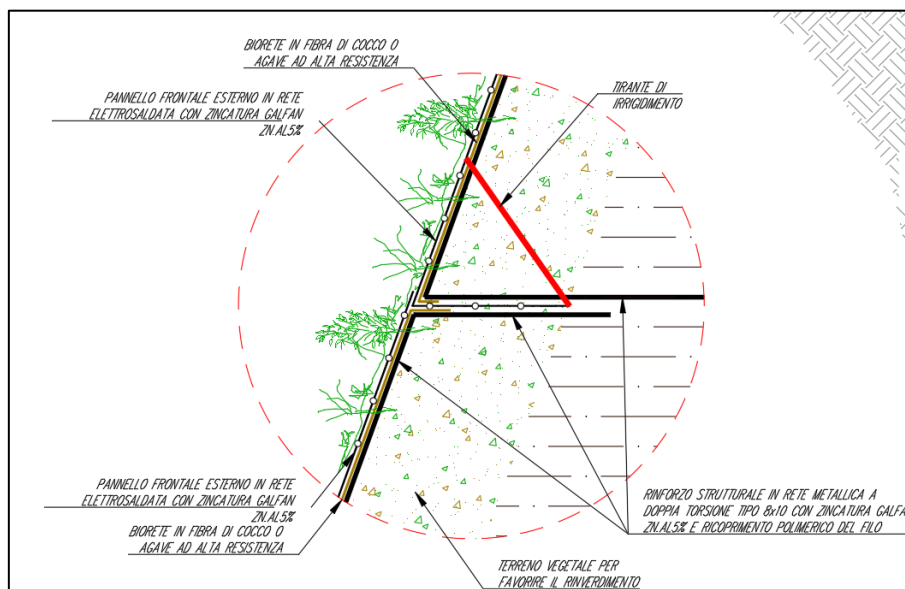 BIORETE IN FIBRA DI COCCO O
AGAVE AD ALTA RESISTENZA
PANNELLO FRONTALE ESTERNO IN RETE
ELETTROSALDATA CON ZINCATURA GALFAN
ZN.AL5%
TIRANTE DI
IRRIGIDIMENTO
PANNELLO FRONTALE ESTERNO IN RETE
ELETTROSALDATA CON ZINCATURA GALFAN
ZN.AL5%
BIORETE IN FIBRA DI COCCO O
AGAVE AD ALTA RESISTENZA
RINFORZO STRUTTURALE IN RETE METALLICA A
DOPPIA TORSIONE TIPO 8x10 CON ZINCATURA GALFA
ZN.AL5% E RICOPRIMENTO POLIMERICO DEL FILO
TERRENO VEGETALE PER
FAVORIRE IL RINVERDIMENTO